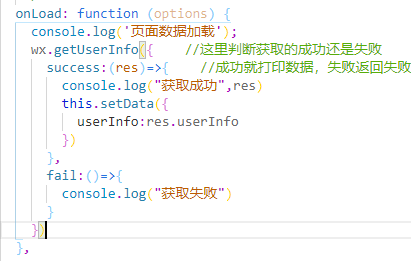 onLoad: function (options) {
console.log('页面数据加载');
wx.getUserInfo({    //这里判断获取的成功还是失败
success:(res)=>{    //成功就打印数据，失败返回失败
console.log("获取成功",res)
this.setData({
userInfo:res.userInfo
})
},
fail:()=>{
console.log("获取失败")
}
})
},